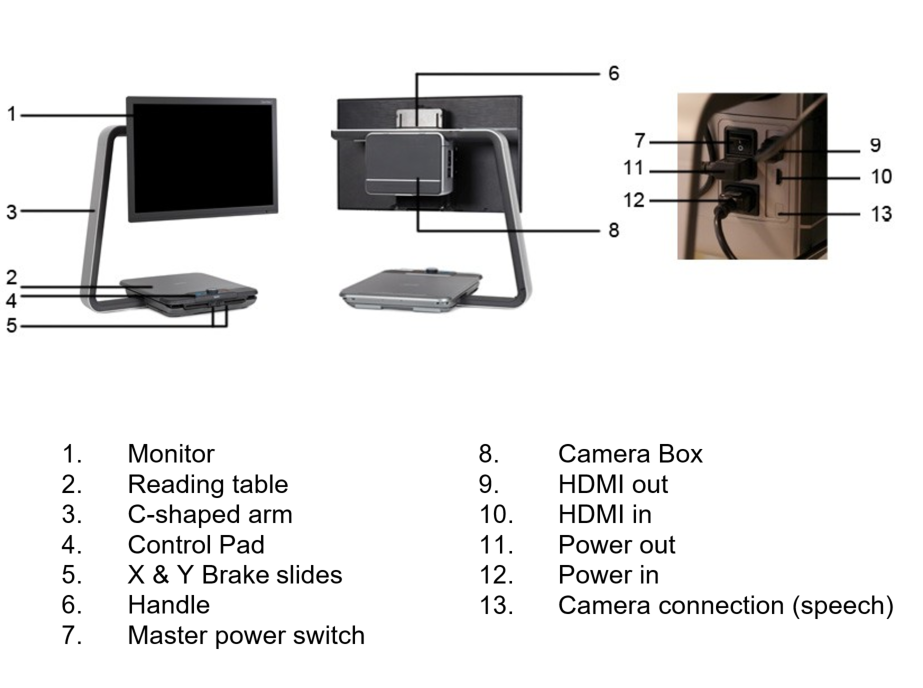 6
1
7
9
11
10
12
3
13
8
2
4
5
1. Monitor
2. Reading table
3. C-shaped arm
4. Control Pad
5. X & Y Brake slides
6. Handle
7. Master power switch
8. Camera Box
9. HDMI out
10. HDMI in
11. Power out
12. Power in
13. Camera connection (speech)